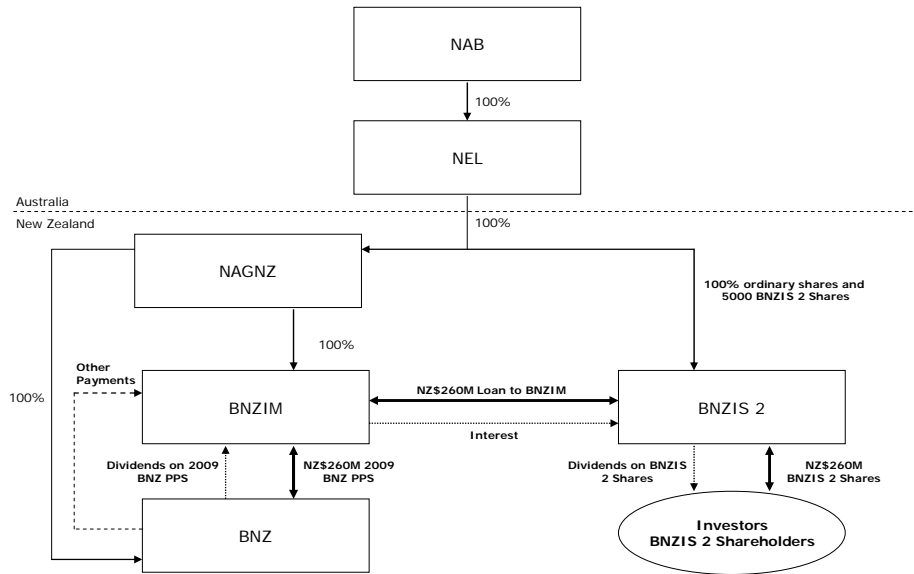 NAB
100%
NEL
Australia
New Zealand
100%
NAGNZ
100% ordinary shares and
5000 BNZIS 2 Shares
100%
Other
Payments
100%
BNZIM
NZ$260M Loan to BNZIM
BNZIS 2
Interest
Dividends on 2009
BNZ PPS
NZ$260M 2009
BNZ PPS
Dividends on BNZIS
2 Shares
NZ$260M
BNZIS 2 Shares
BNZ
Investors
BNZIS 2 Shareholders